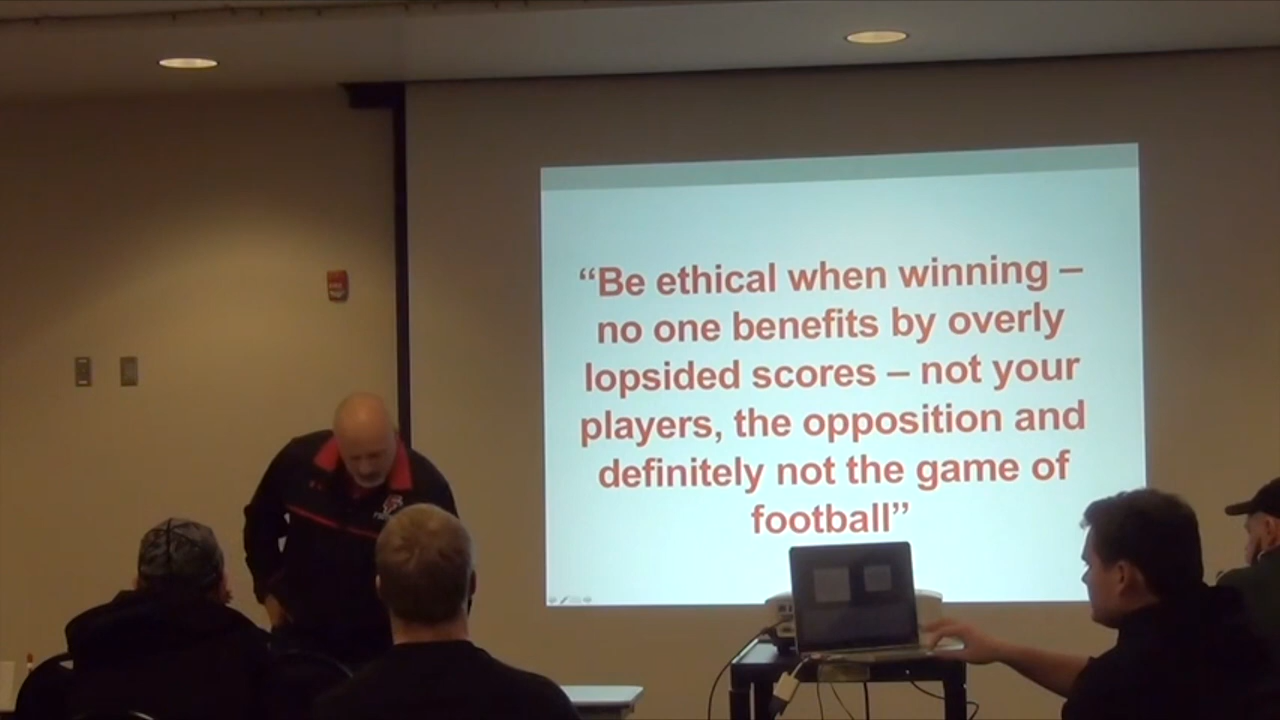 “Be ethical when winning –
no one benefits by overly
lopsided scores – not your
players, the opposition and
definitely not the game of
football”